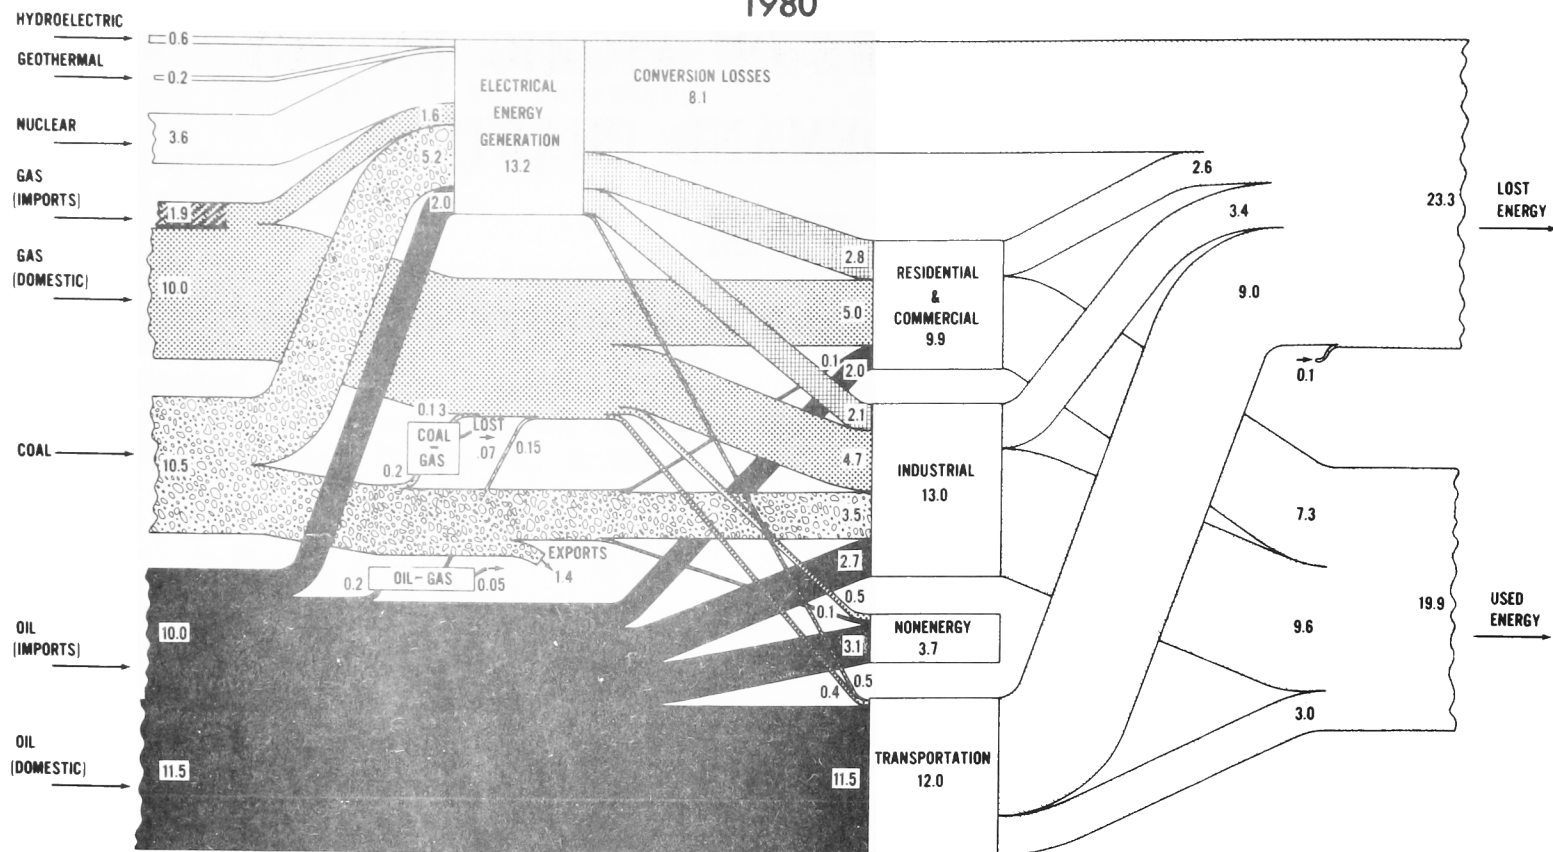 1980
HYDROELECTRIC
0.6
GEOTHERMAL
0.2
NUCLEAR
3.6
GAS
(IMPORTS)
1.9
GAS
(DOMESTIC)
10.0
COAL
10.5
OIL
(IMPORTS)
10.0
OIL
(DOMESTIC)
11.5
1.6
5.2
2.0
ELECTRICAL
ENERGY
GENERATION
13.2
CONVERSION LOSSES
8.1
0.13
COAL
-
GAS
LOST
.07
0.15
0.2
EXPORTS
1.4
0.2
OIL-GAS
0.05
2.8
5.0
0.1
2.0
2.1
4.7
3.5
2.7
0.5
0.1
3.1
0.5
0.4
11.5
RESIDENTIAL
&
COMMERCIAL
9.9
INDUSTRIAL
13.0
NONENERGY
3.7
TRANSPORTATION
12.0
2.6
3.4
9.0
0.1
23.3
LOST
ENERGY
7.3
9.6
3.0
19.9
USED
ENERGY